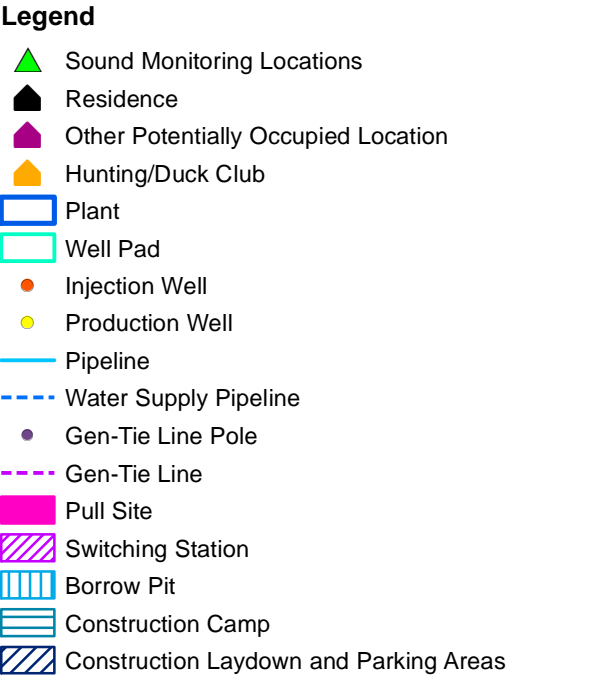 Legend
Sound Monitoring Locations
Residence
Other Potentially Occupied Location
Hunting/Duck Club
Plant
Well Pad
Injection Well
Production Well
Pipeline
Water Supply Pipeline
Gen-Tie Line Pole
Gen-Tie Line
Pull Site
Switching Station
Borrow Pit
Construction Camp
Construction Laydown and Parking Areas